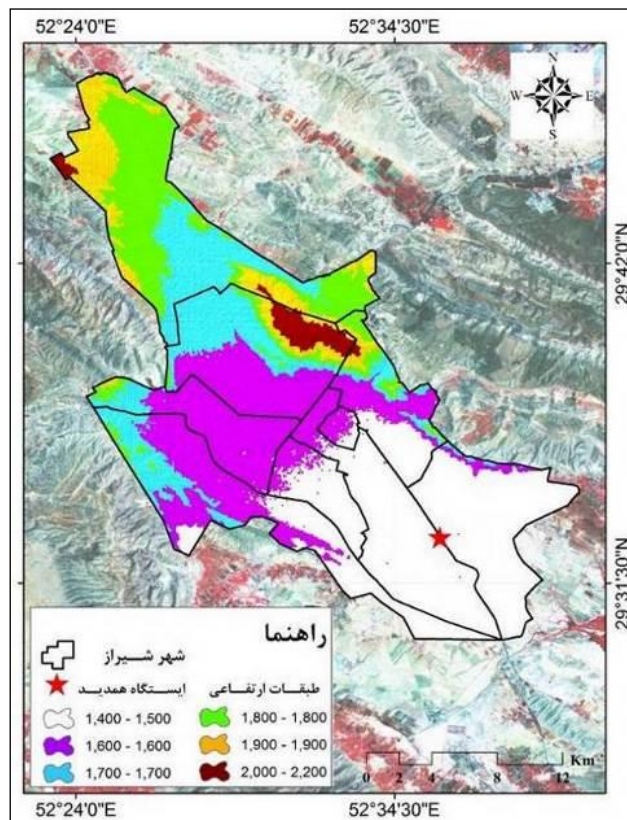 52°24'0"E 52°34'30"E
N
W E
S
29°42'0"N
29°31'30"N
راهنما
شهر شیراز
ایستگاه همدید طبقات ارتفاعی
1,400 - 1,500 1,800 - 1,800
1,600 - 1,600 1,900 - 1,900
1,700 - 1,700 2,000 - 2,200
Km
0 2 4 8 12
52°24'0"E 52°34'30"E